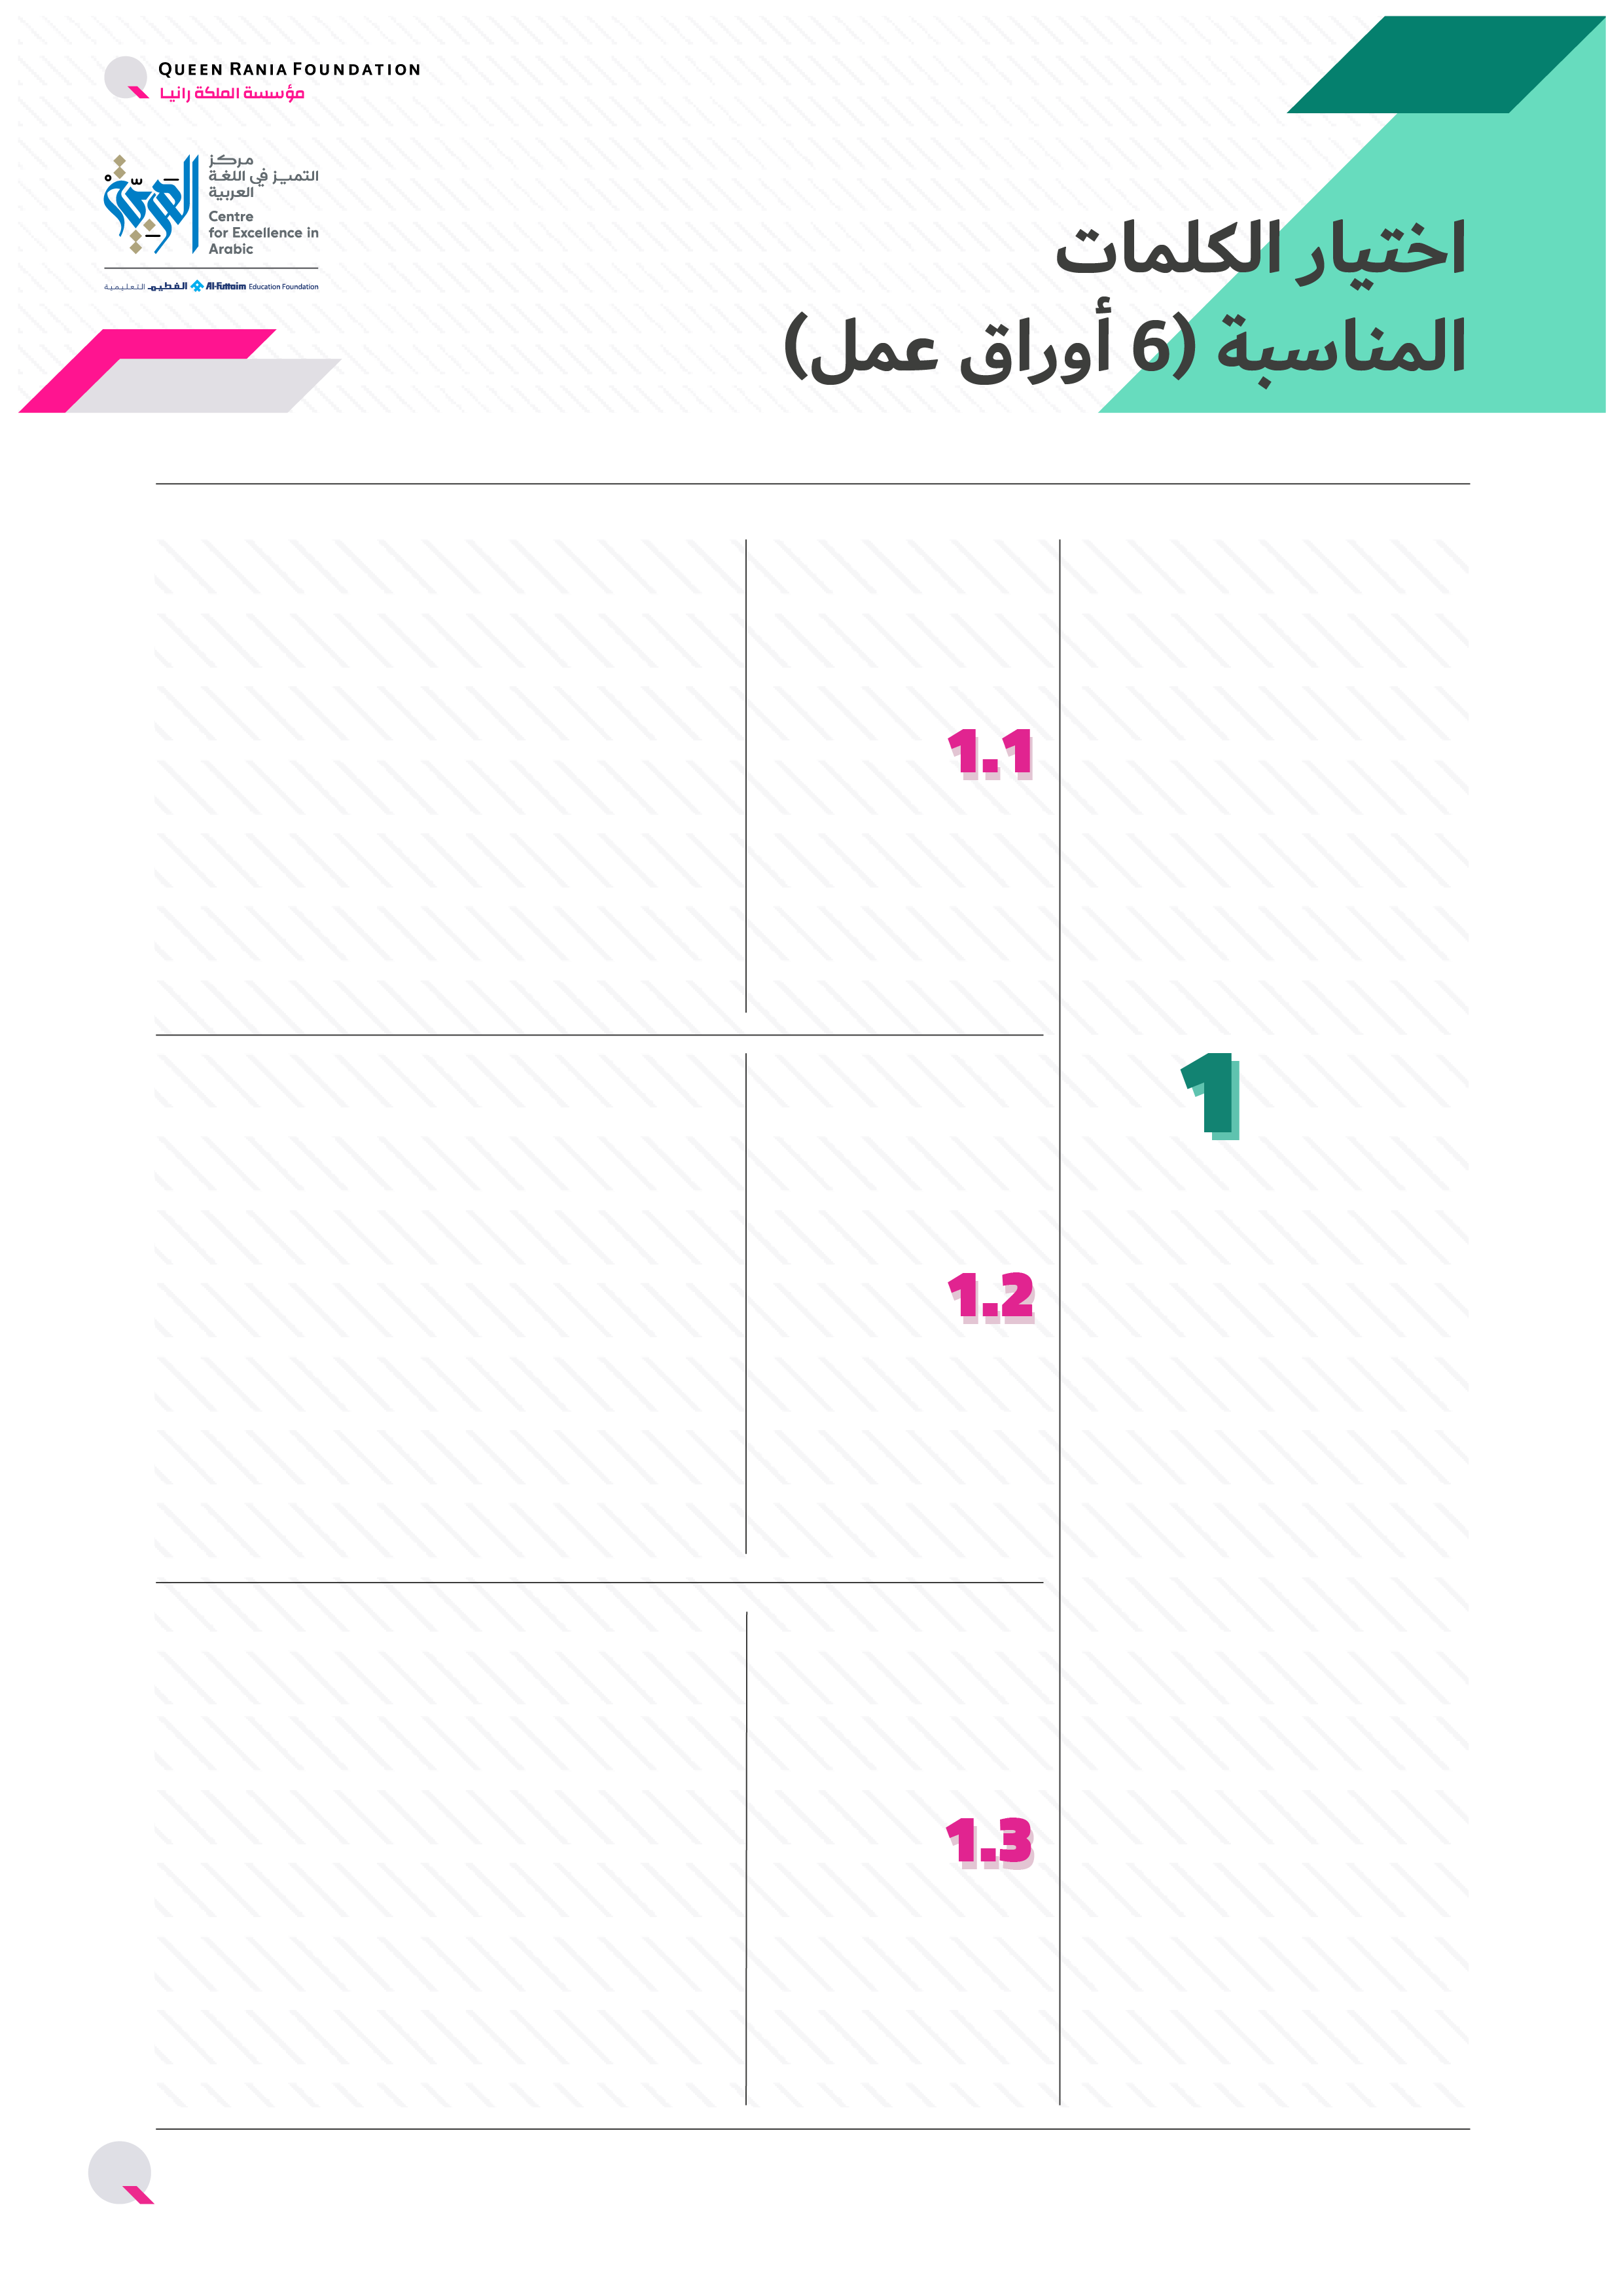 QUEEN RANIA FOUNDATION
مؤسسة الملكة رانيا
مركز
التميز في اللغة
العربية
Centre
for Excellence in
Arabic
الفطيم التعليمية Al-Futtaim Education Foundation
اختيار الكلمات
المناسبة (6 أوراق عمل)
1.1
1
1.2
1.3